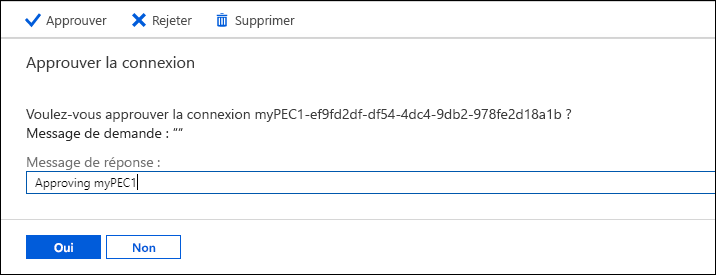 Approuver Rejeter Supprimer
Approuver la connexion
Voulez-vous approuver la connexion myPEC1-ef9fd2df-df54-4dc4-9db2-978fe2d18a1b ?
Message de demande : “”
Message de réponse :
Approving myPEC1
Oui Non